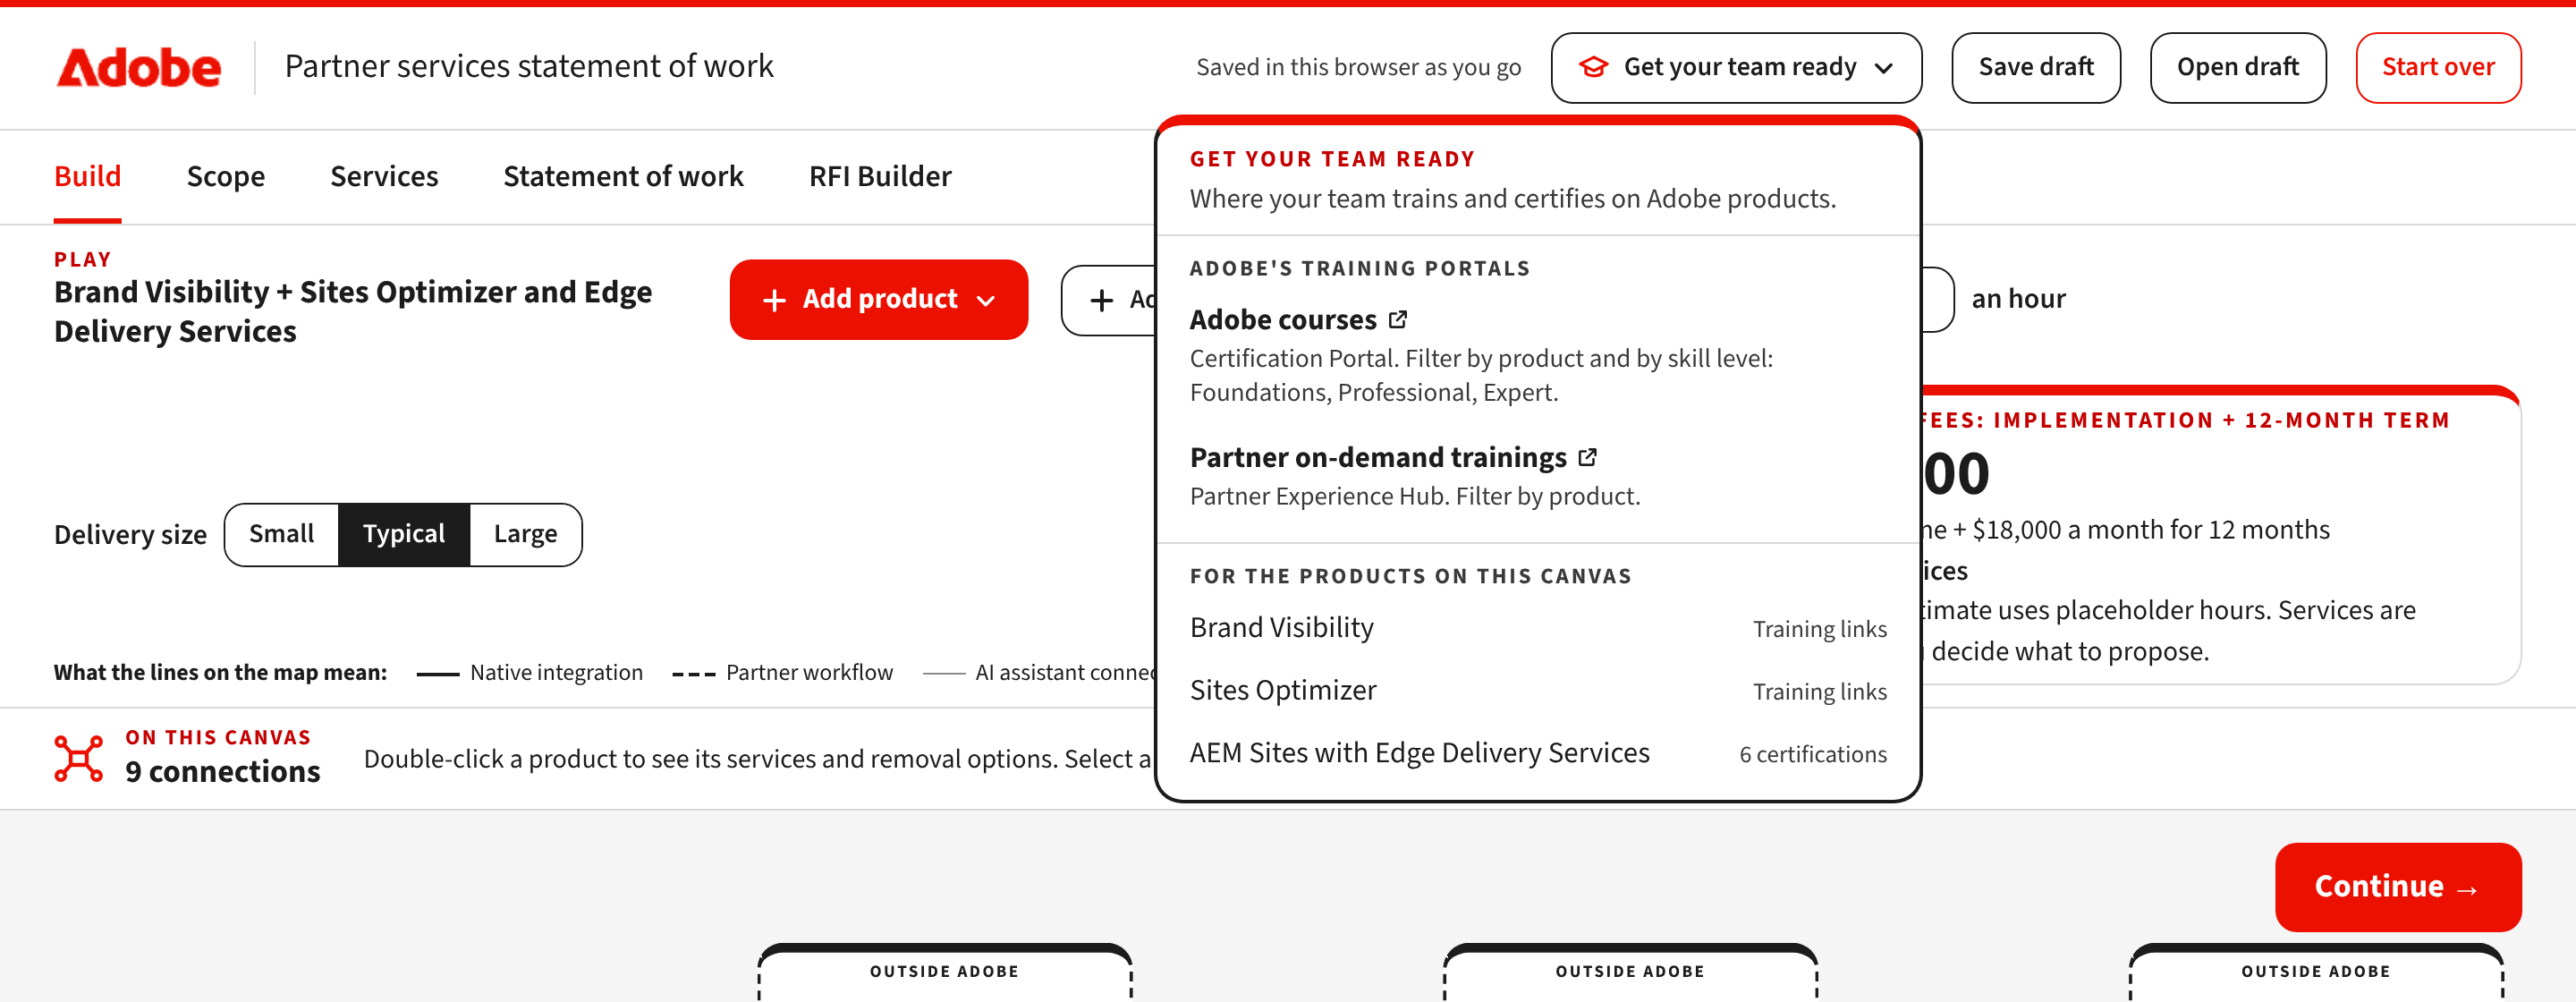 Adobe
Partner services statement of work
Saved in this browser as you go
Get your team ready
Save draft
Open draft
Start over
Build
Scope
Services
Statement of work
RFI Builder
PLAY
Brand Visibility + Sites Optimizer and Edge
Delivery Services
+ Add product
+
an hour
GET YOUR TEAM READY
Where your team trains and certifies on Adobe products.
ADOBE'S TRAINING PORTALS
Adobe courses
Certification Portal. Filter by product and by skill level:
Foundations, Professional, Expert.
Partner on-demand trainings
Partner Experience Hub. Filter by product.
FOR THE PRODUCTS ON THIS CANVAS
Brand Visibility
Training links
Sites Optimizer
Training links
AEM Sites with Edge Delivery Services
6 certifications
FEES: IMPLEMENTATION + 12-MONTH TERM
00
+ $18,000 a month for 12 months
uses placeholder hours. Services are
decide what to propose.
Delivery size
Small
Typical
Large
What the lines on the map mean:
Native integration
Partner workflow
AI assistant
ON THIS CANVAS
9 connections
Double-click a product to see its services and removal options. Select a
Continue →
OUTSIDE ADOBE
OUTSIDE ADOBE
OUTSIDE ADOBE